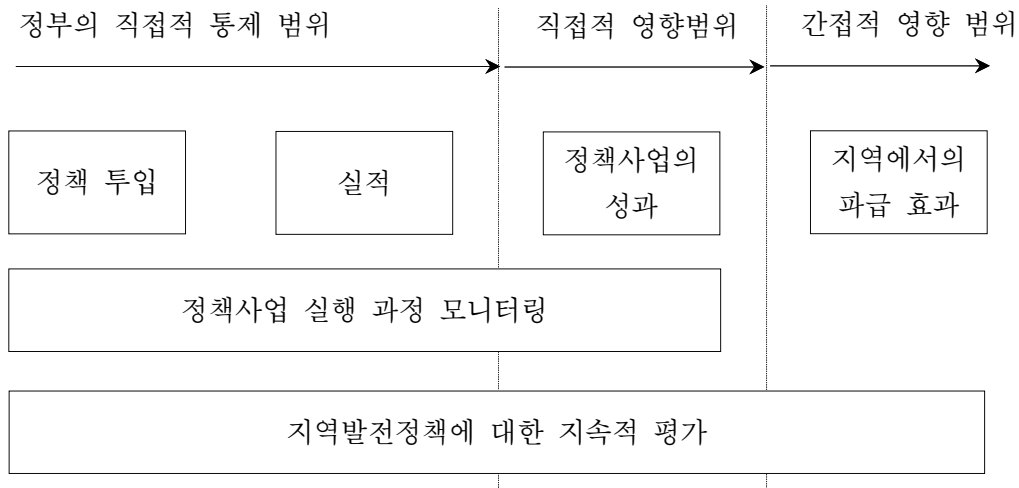 정부의 직접적 통제 범위
직접적 영향범위
간접적 영향 범위
정책 투입
실적
정책사업의
성과
지역에서의
파급 효과
정책사업 실행 과정 모니터링
지역발전정책에 대한 지속적 평가